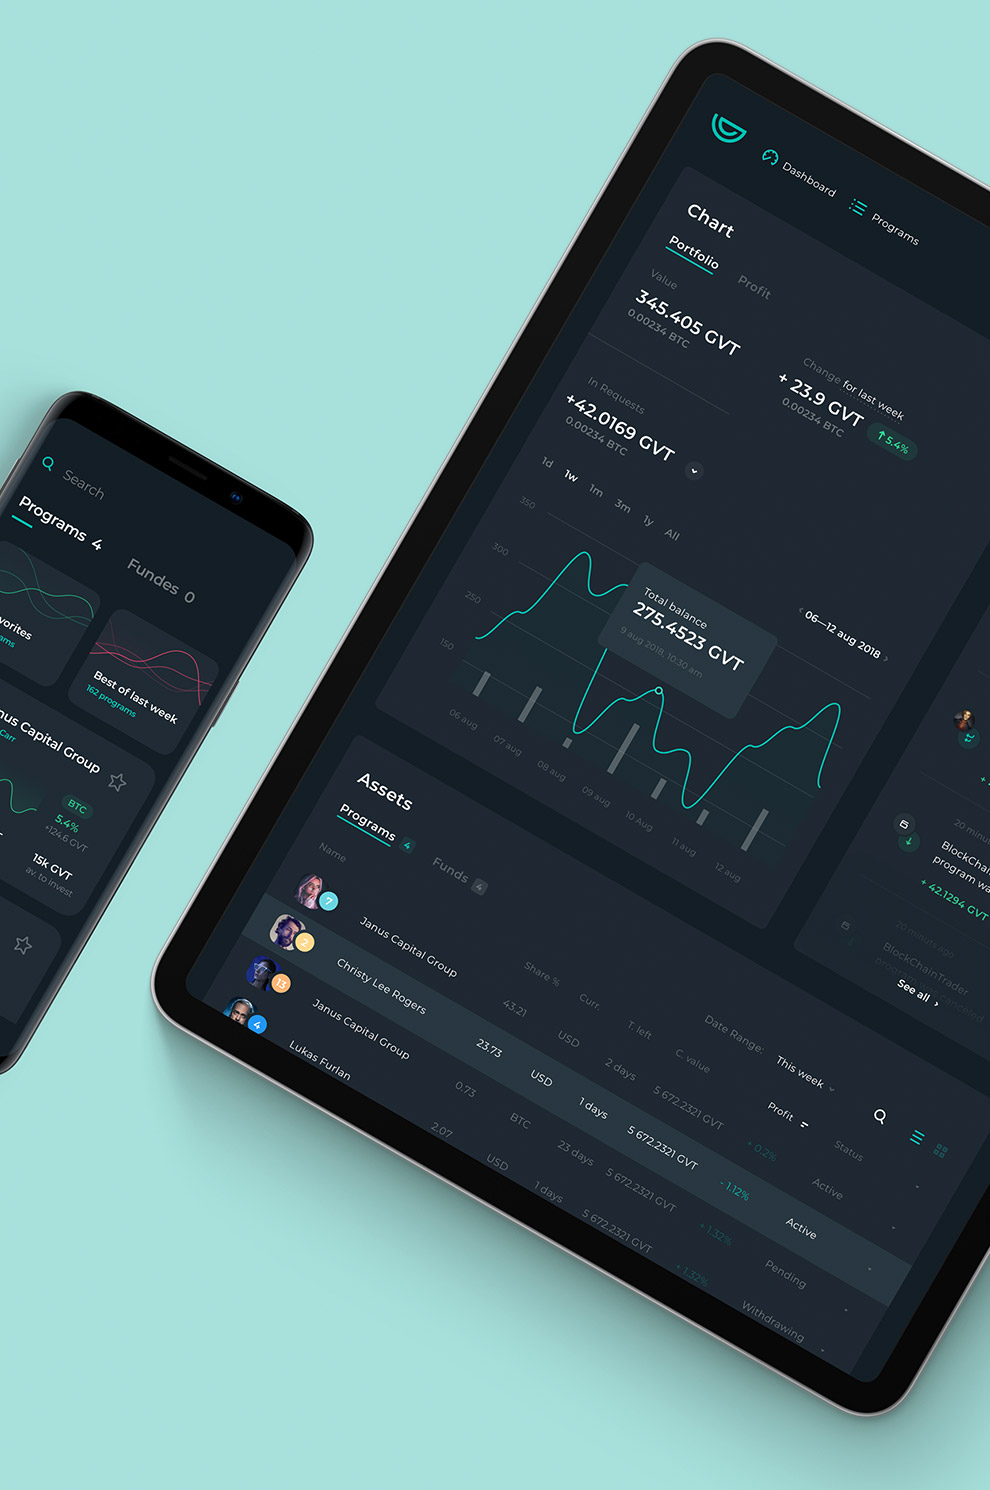 Search
Programs 4
Fundes 0
vorites
ams
Best of last week
162 programs
nus Capital Group
Carr
BTC
5.4%
+124.6 GVT
15k GVT
av. to invest
Dashboard
Programs
Chart
Portfolio
Profit
Value
345.405 GVT
0.00234 BTC
Change for last week
+ 23.9 GVT
5.4%
0.00234 BTC
In Requests
+42.0169 GVT
0.00234 BTC
1d 1w 1m 3m 1y All
06—12 aug 2018
350
300
250
150
Total balance
275.4523 GVT
9 aug 2018, 10:30 am
06 aug
07 aug
08 aug
09 aug
10 Aug
11 aug
12 aug
20 minut
BlockChain
program wa
+ 42.1294 GVT
20 minuts ago
BlockChainTrader
See all
Assets
Programs 4
Funds 4
Date Range: This week
Name
Share %
Curr.
T. left
C. value
Profit
Status
7
Janus Capital Group
43.21
USD
2 days
5 672.2321 GVT
+ 0.2%
Active
2
Christy Lee Rogers
23.73
USD
1 days
5 672.2321 GVT
- 1.12%
Active
13
Janus Capital Group
0.73
BTC
23 days
5 672.2321 GVT
+ 1.32%
Pending
4
Lukas Furlan
2.07
USD
1 days
5 672.2321 GVT
+ 1.32%
Withdrawing